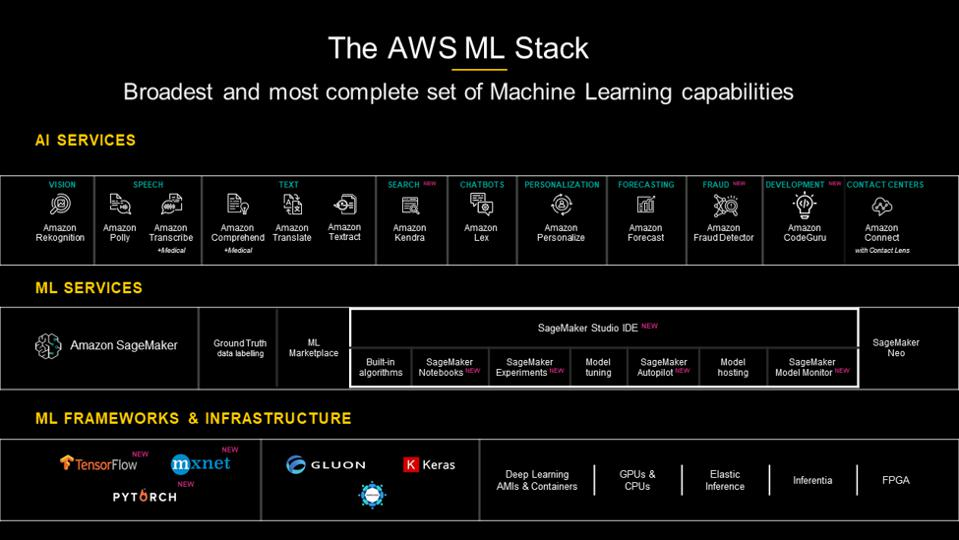 The AWS ML Stack
Broadest and most complete set of Machine Learning capabilities
AI SERVICES
VISION
SPEECH
TEXT
SEARCH NEW
CHATBOTS
PERSONALIZATION
FORECASTING
FRAUD NEW
DEVELOPMENT NEW
CONTACT CENTERS
Amazon
Rekognition
Amazon
Polly
Amazon
Transcribe
+Medical
Amazon
Comprehend
+Medical
Amazon
Translate
Amazon
Textract
Amazon
Kendra
Amazon
Lex
Amazon
Personalize
Amazon
Forecast
Amazon
Fraud Detector
Amazon
CodeGuru
Amazon
Connect
with Contact Lens
ML SERVICES
Amazon SageMaker
Ground Truth
data labelling
ML
Marketplace
SageMaker Studio IDE NEW
Built-in
algorithms
SageMaker
Notebooks NEW
SageMaker
Experiments NEW
Model
tuning
SageMaker
Autopilot NEW
Model
hosting
SageMaker
Model Monitor NEW
SageMaker
Neo
ML FRAMEWORKS & INFRASTRUCTURE
TensorFlow NEW
mxnet NEW
PYTORCH NEW
GLUON
K Keras
Deep Learning
AMIs & Containers
GPUs &
CPUs
Elastic
Inference
Inferentia
FPGA